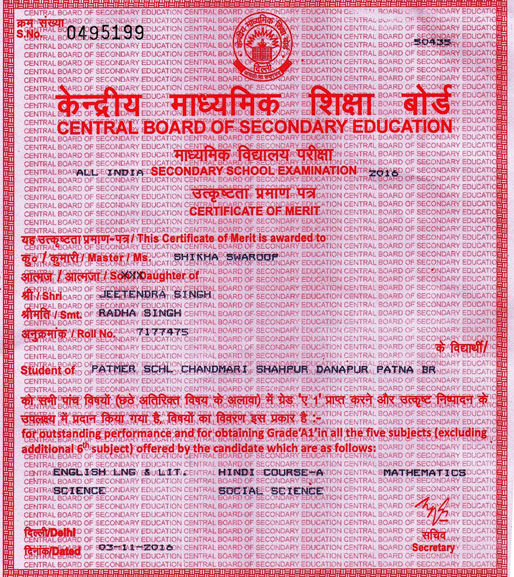 क्रम संख्या
S.No. 0495199
50435
केन्द्रीय माध्यमिक शिक्षा बोर्ड
CENTRAL BOARD OF SECONDARY EDUCATION
माध्यमिक विद्यालय परीक्षा
ALL INDIA SECONDARY SCHOOL EXAMINATION 2016
उत्कृष्टता प्रमाण पत्र
CERTIFICATE OF MERIT
यह उत्कृष्टता प्रमाण-पत्र/ This Certificate of Merit is awarded to
कु० / कुमारी/ Master / Ms. SHIKHA SWAROOP
आत्मज / आत्मजा / Son/Daughter of
श्री / Shri JEETENDRA SINGH
श्रीमति / Smt. RADHA SINGH
अनुक्रमांक / Roll No. 7177475
के विद्यार्थी/
Student of PATMER SCHL CHANDMARI SHAHPUR DANAPUR PATNA BR
को सभी पांच विषयों (छठे अतिरिक्त विषय के अलावा) में ग्रेड 'ए 1' प्राप्त करने और उत्कृष्ट निष्पादन के
उपलक्ष्य में प्रदान किया गया है, विषयों का विवरण इस प्रकार है :-
for outstanding performance and for obtaining Grade'A1'in all the five subjects (excluding
additional 6th subject) offered by the candidate which are as follows:
ENGLISH LNG & LIT. HINDI COURSE-A MATHEMATICS
SCIENCE SOCIAL SCIENCE
दिल्ली/Delhi
सचिव
दिनांक/Dated 03-11-2016
Secretary